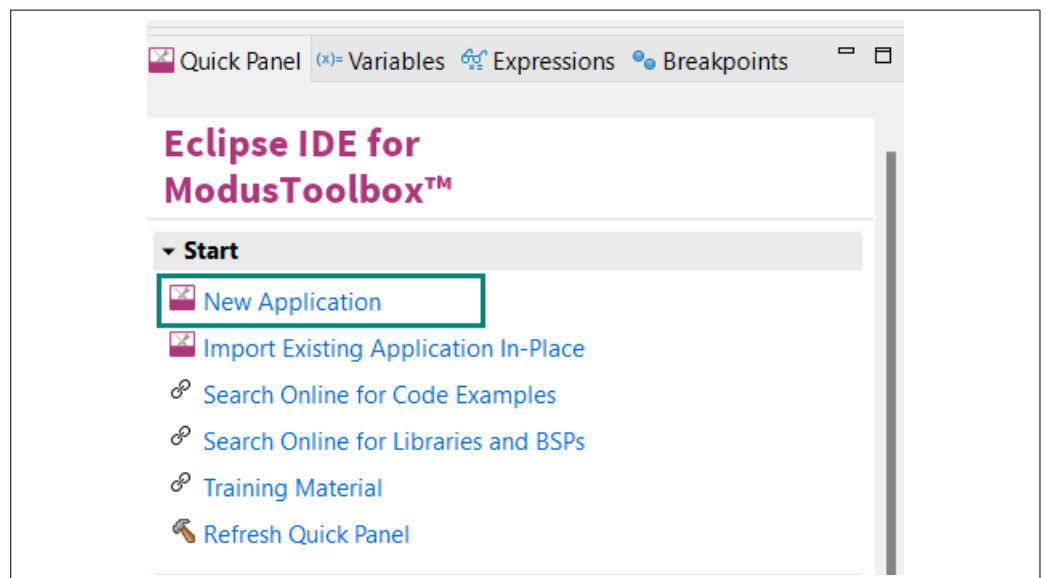 Quick Panel (x)= Variables Expressions Breakpoints
Eclipse IDE for
ModusToolbox™
Start
New Application
Import Existing Application In-Place
Search Online for Code Examples
Search Online for Libraries and BSPs
Training Material
Refresh Quick Panel